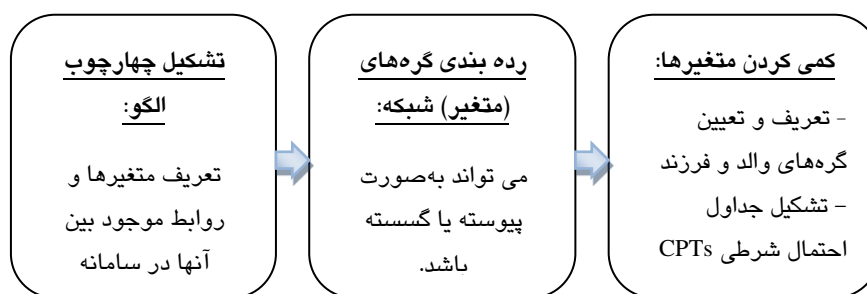 تشکیل چهارچوب
الگو:
تعریف متغیرها و
روابط موجود بین
آنها در سامانه
رده بندی گره‌های
(متغیر) شبکه:
می تواند به‌صورت
پیوسته یا گسسته
باشد.
کمی کردن متغیرها:
- تعریف و تعیین
گره‌های والد و فرزند
- تشکیل جداول
احتمال شرطی CPTs